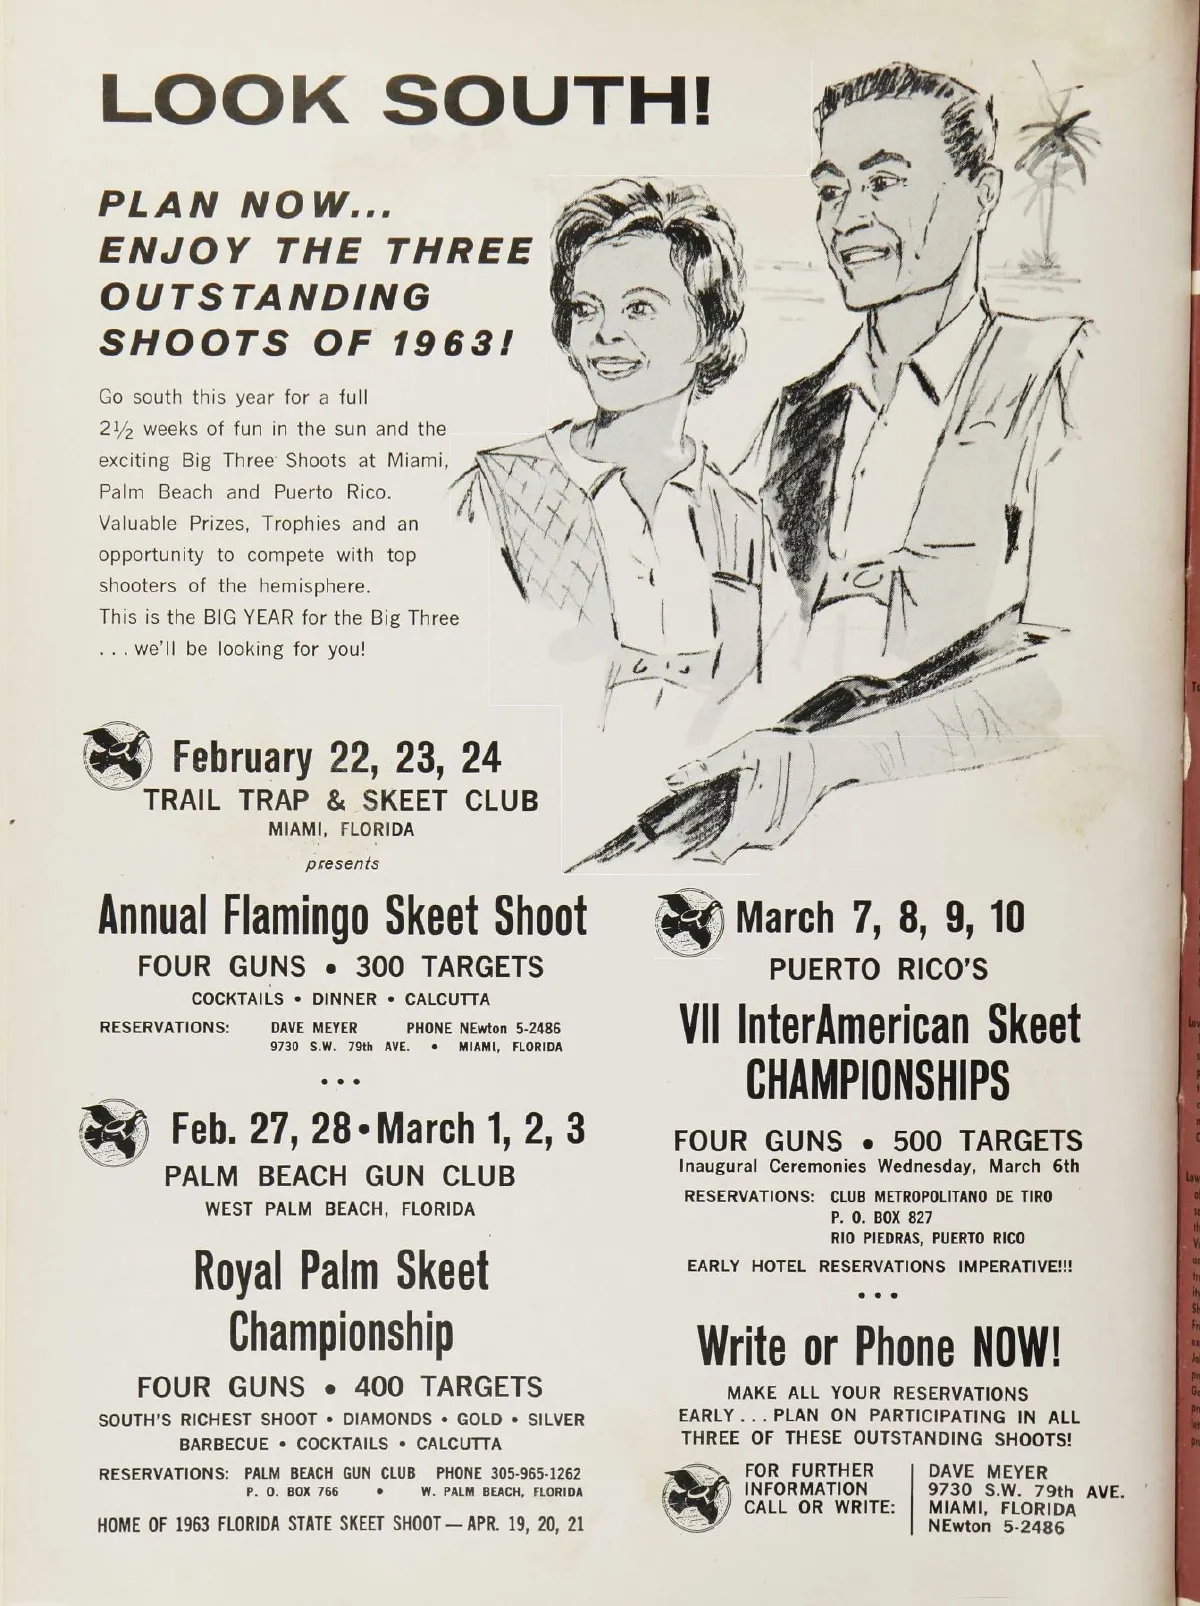 LOOK SOUTH!
PLAN NOW...
ENJOY THE THREE
OUTSTANDING
SHOOTS OF 1963!
Go south this year for a full
2½ weeks of fun in the sun and the
exciting Big Three Shoots at Miami,
Palm Beach and Puerto Rico.
Valuable Prizes, Trophies and an
opportunity to compete with top
shooters of the hemisphere.
This is the BIG YEAR for the Big Three
... we'll be looking for you!
February 22, 23, 24
TRAIL TRAP & SKEET CLUB
MIAMI, FLORIDA
presents
Annual Flamingo Skeet Shoot
FOUR GUNS • 300 TARGETS
COCKTAILS • DINNER • CALCUTTA
RESERVATIONS: DAVE MEYER PHONE NEwton 5-2486
9730 S.W. 79th AVE. • MIAMI, FLORIDA
• • •
Feb. 27, 28 • March 1, 2, 3
PALM BEACH GUN CLUB
WEST PALM BEACH, FLORIDA
Royal Palm Skeet
Championship
FOUR GUNS • 400 TARGETS
SOUTH'S RICHEST SHOOT • DIAMONDS • GOLD • SILVER
BARBECUE • COCKTAILS • CALCUTTA
RESERVATIONS: PALM BEACH GUN CLUB PHONE 305-965-1262
P. O. BOX 766 • W. PALM BEACH, FLORIDA
HOME OF 1963 FLORIDA STATE SKEET SHOOT — APR. 19, 20, 21
March 7, 8, 9, 10
PUERTO RICO'S
VII InterAmerican Skeet
CHAMPIONSHIPS
FOUR GUNS • 500 TARGETS
Inaugural Ceremonies Wednesday, March 6th
RESERVATIONS: CLUB METROPOLITANO DE TIRO
P. O. BOX 827
RIO PIEDRAS, PUERTO RICO
EARLY HOTEL RESERVATIONS IMPERATIVE!!!
• • •
Write or Phone NOW!
MAKE ALL YOUR RESERVATIONS
EARLY... PLAN ON PARTICIPATING IN ALL
THREE OF THESE OUTSTANDING SHOOTS!
FOR FURTHER
INFORMATION
CALL OR WRITE:
DAVE MEYER
9730 S.W. 79th AVE.
MIAMI, FLORIDA
NEwton 5-2486